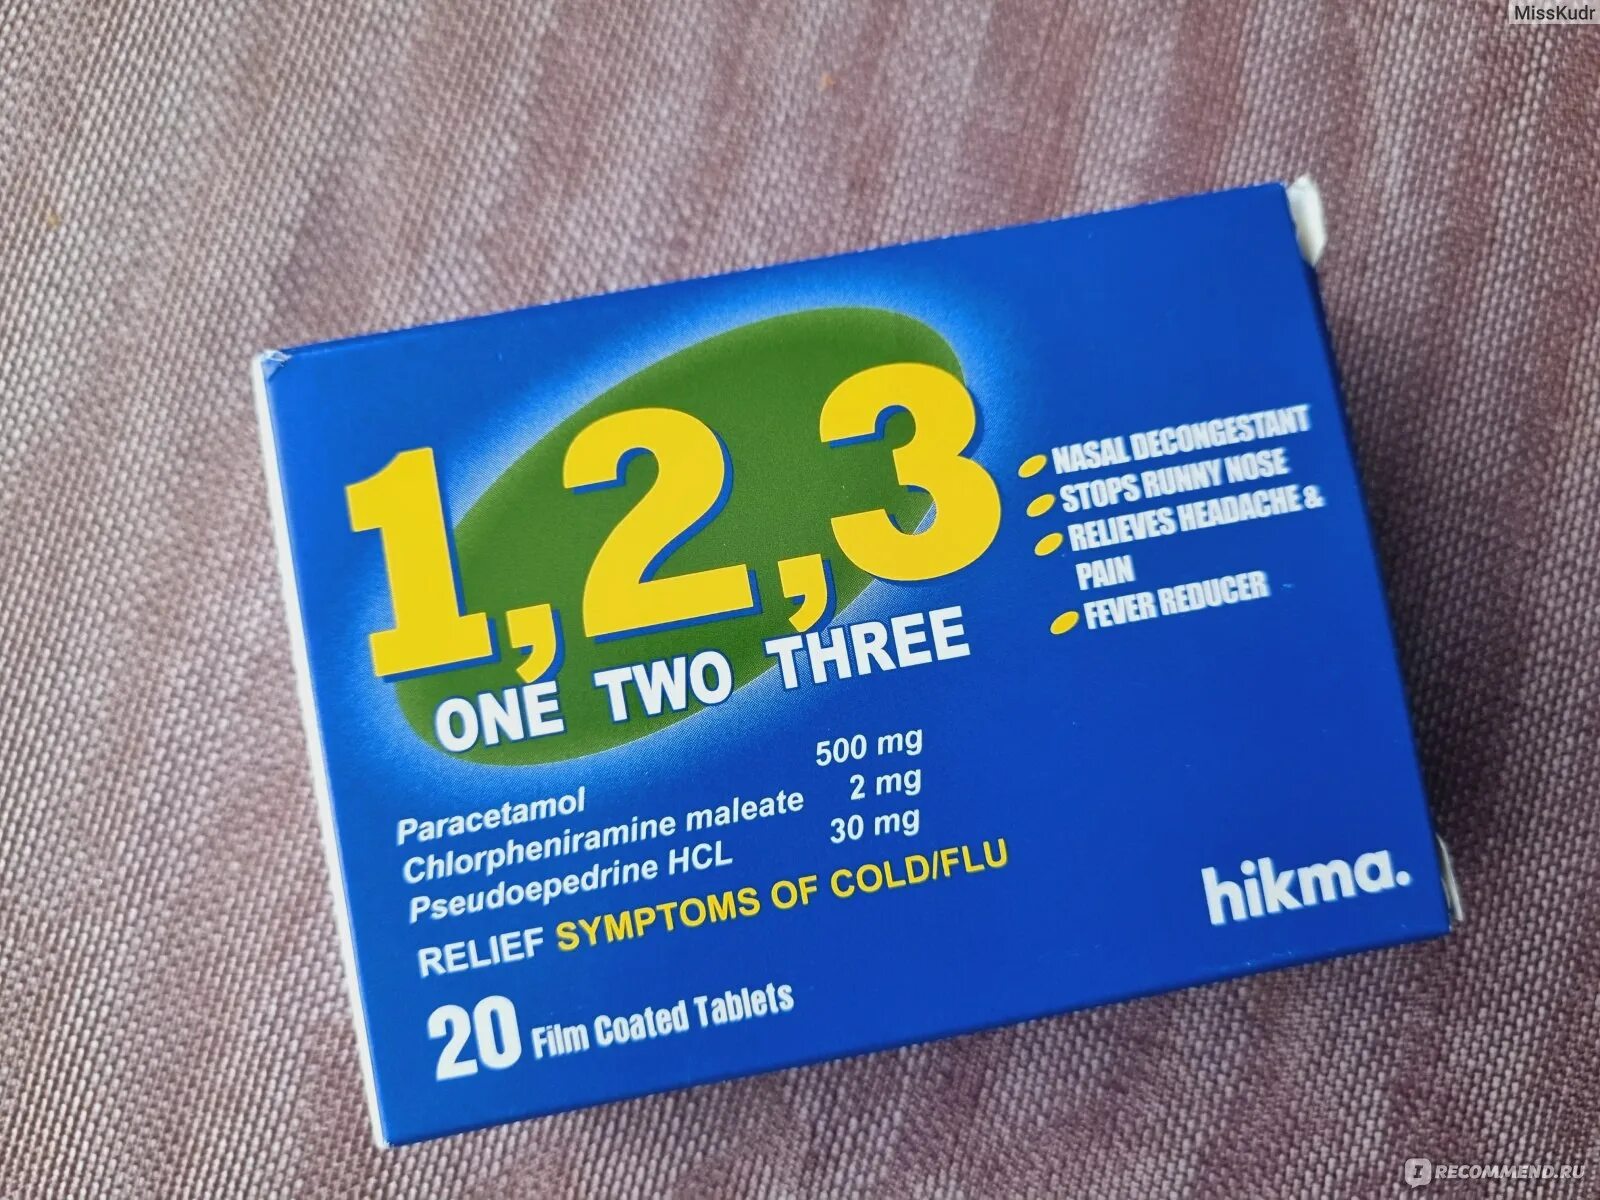 MissKudr
1,2,3
ONE TWO THREE
NASAL DECONGESTANT
STOPS RUNNY NOSE
RELIEVES HEADACHE &
PAIN
FEVER REDUCER
Paracetamol 500 mg
Chlorpheniramine maleate 2 mg
Pseudoepedrine HCL 30 mg
RELIEF SYMPTOMS OF COLD/FLU
20 Film Coated Tablets
hikma.
IRECOMMEND.RU